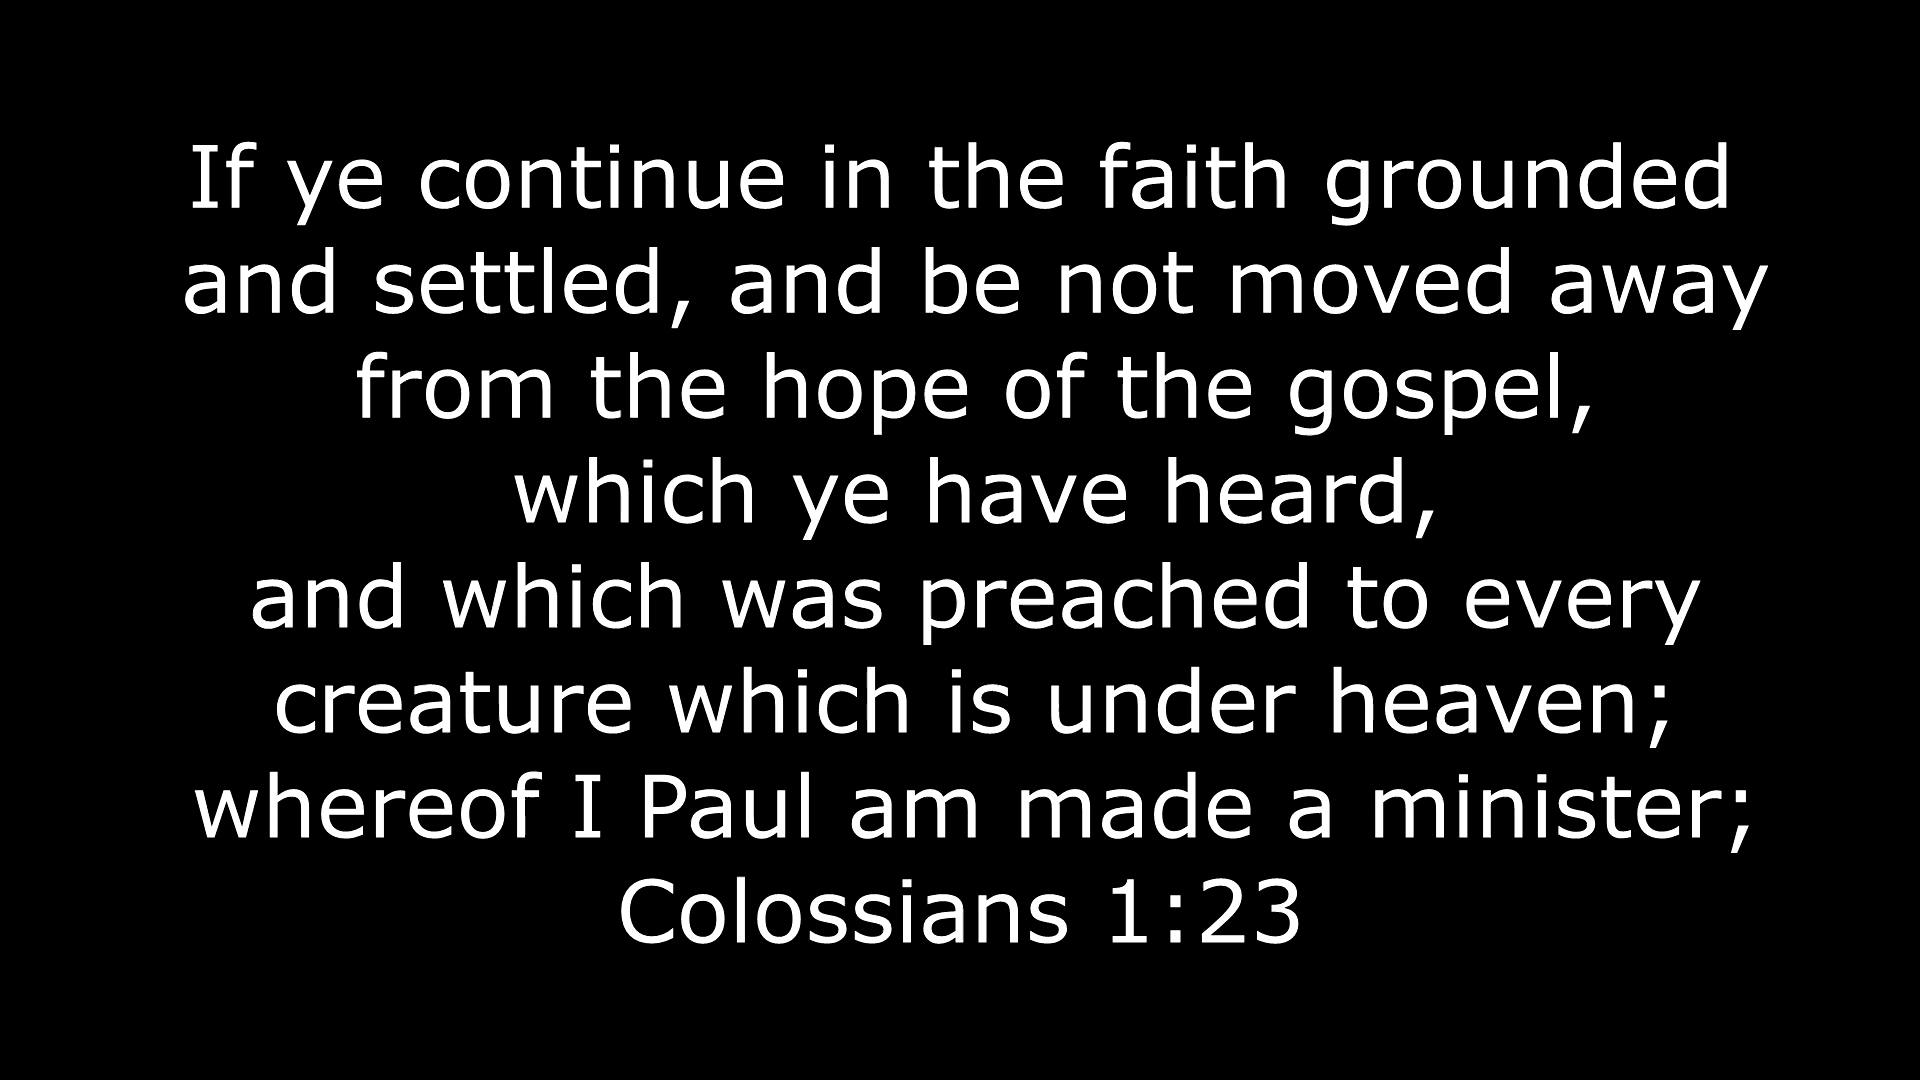 If ye continue in the faith grounded
and settled, and be not moved away
from the hope of the gospel,
which ye have heard,
and which was preached to every
creature which is under heaven;
whereof I Paul am made a minister;
Colossians 1:23